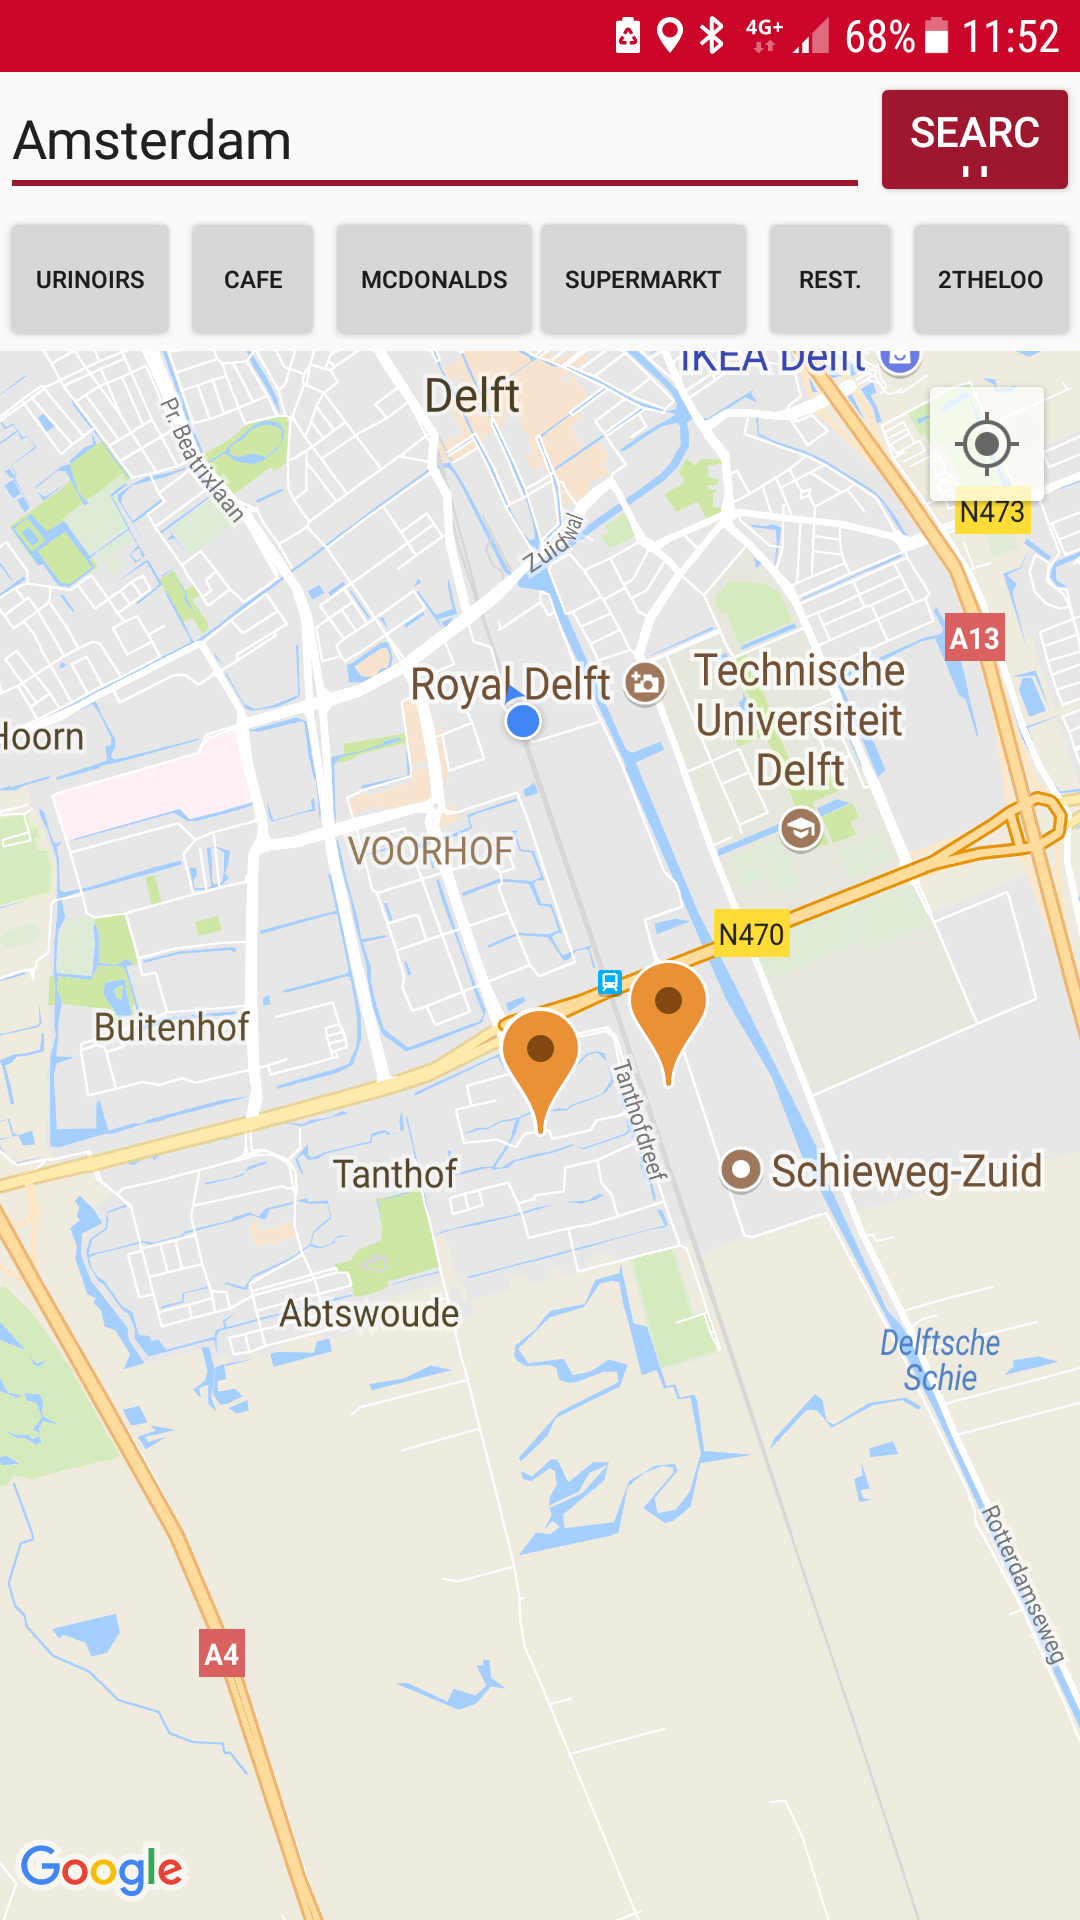 4G+ 68% 11:52
Amsterdam
SEARC
URINOIRS CAFE MCDONALDS SUPERMARKT REST. 2THELOO
IKEA Delft
Delft
Pr. Beatrixlaan
N473
Zuidwal
A13
Royal Delft
Technische
Universiteit
Delft
Hoorn
VOORHOF
N470
Buitenhof
Tanthofdreef
Tanthof
Schieweg-Zuid
Abtswoude
Delftsche
Schie
Rotterdamseweg
A4
Google